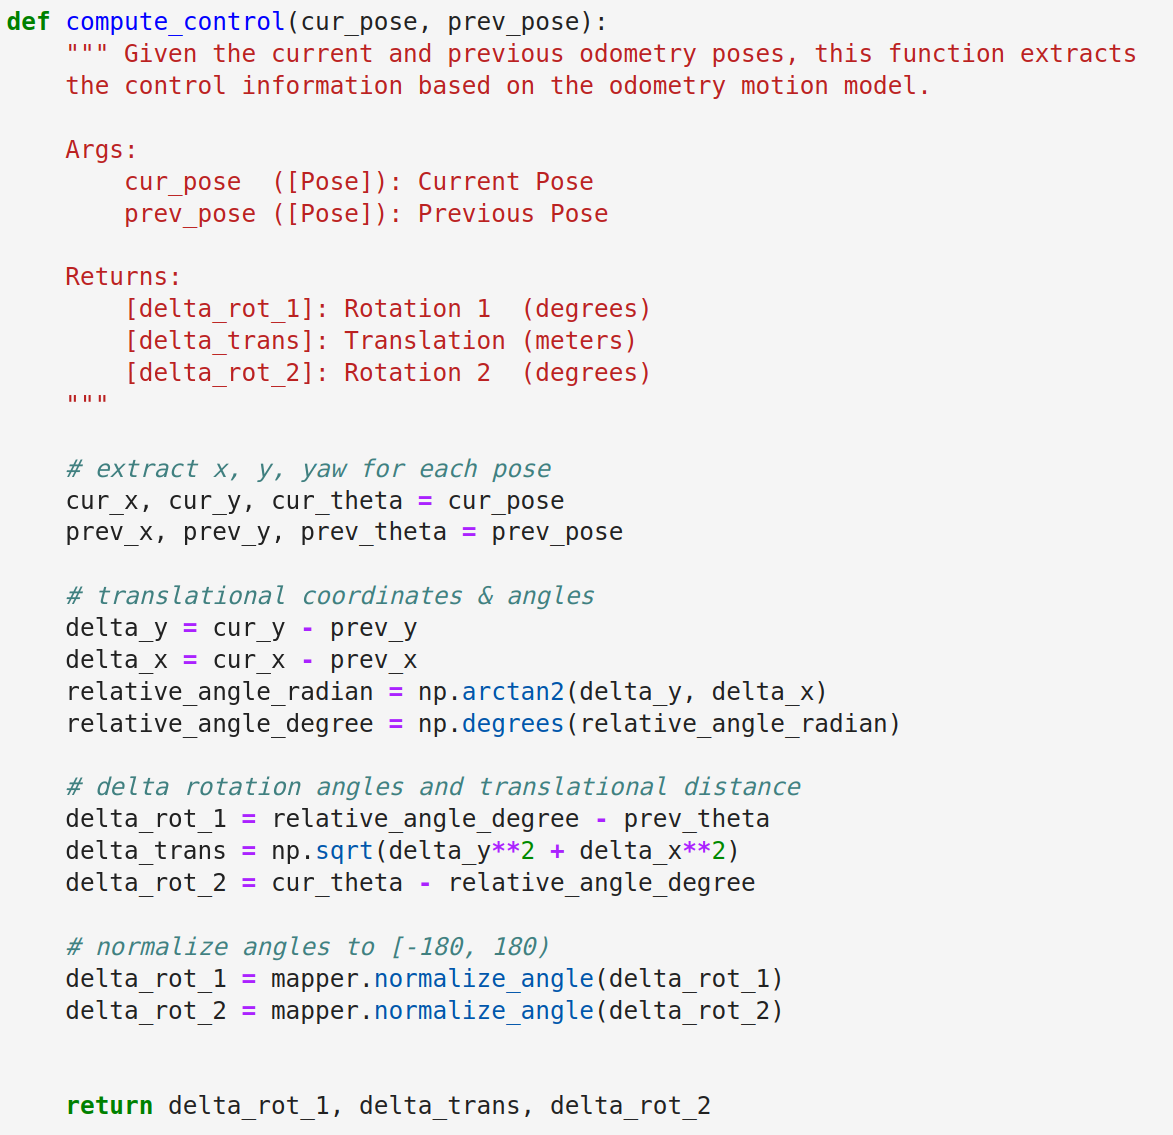 def compute_control(cur_pose, prev_pose):
    """ Given the current and previous odometry poses, this function extracts
    the control information based on the odometry motion model.

    Args:
        cur_pose  ([Pose]): Current Pose
        prev_pose ([Pose]): Previous Pose

    Returns:
        [delta_rot_1]: Rotation 1  (degrees)
        [delta_trans]: Translation (meters)
        [delta_rot_2]: Rotation 2  (degrees)
    """

    # extract x, y, yaw for each pose
    cur_x, cur_y, cur_theta = cur_pose
    prev_x, prev_y, prev_theta = prev_pose

    # translational coordinates & angles
    delta_y = cur_y - prev_y
    delta_x = cur_x - prev_x
    relative_angle_radian = np.arctan2(delta_y, delta_x)
    relative_angle_degree = np.degrees(relative_angle_radian)

    # delta rotation angles and translational distance
    delta_rot_1 = relative_angle_degree - prev_theta
    delta_trans = np.sqrt(delta_y**2 + delta_x**2)
    delta_rot_2 = cur_theta - relative_angle_degree

    # normalize angles to [-180, 180)
    delta_rot_1 = mapper.normalize_angle(delta_rot_1)
    delta_rot_2 = mapper.normalize_angle(delta_rot_2)


    return delta_rot_1, delta_trans, delta_rot_2